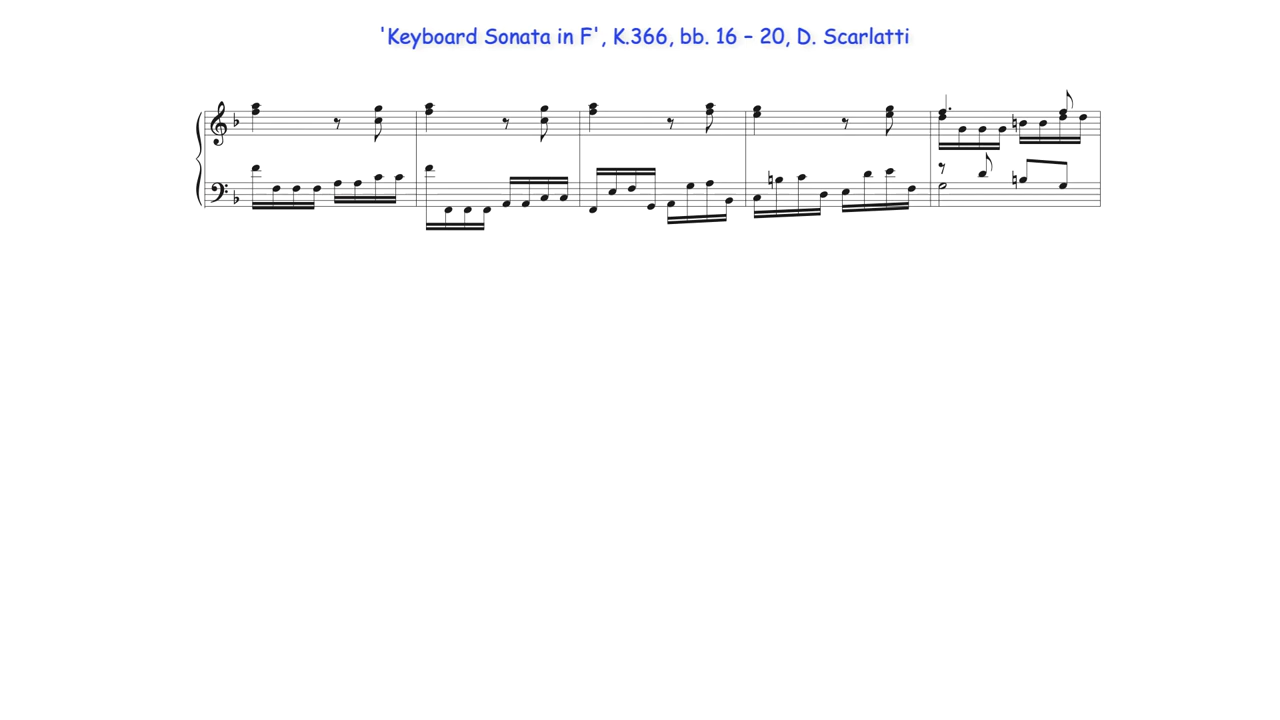 'Keyboard Sonata in F', K.366, bb. 16 – 20, D. Scarlatti